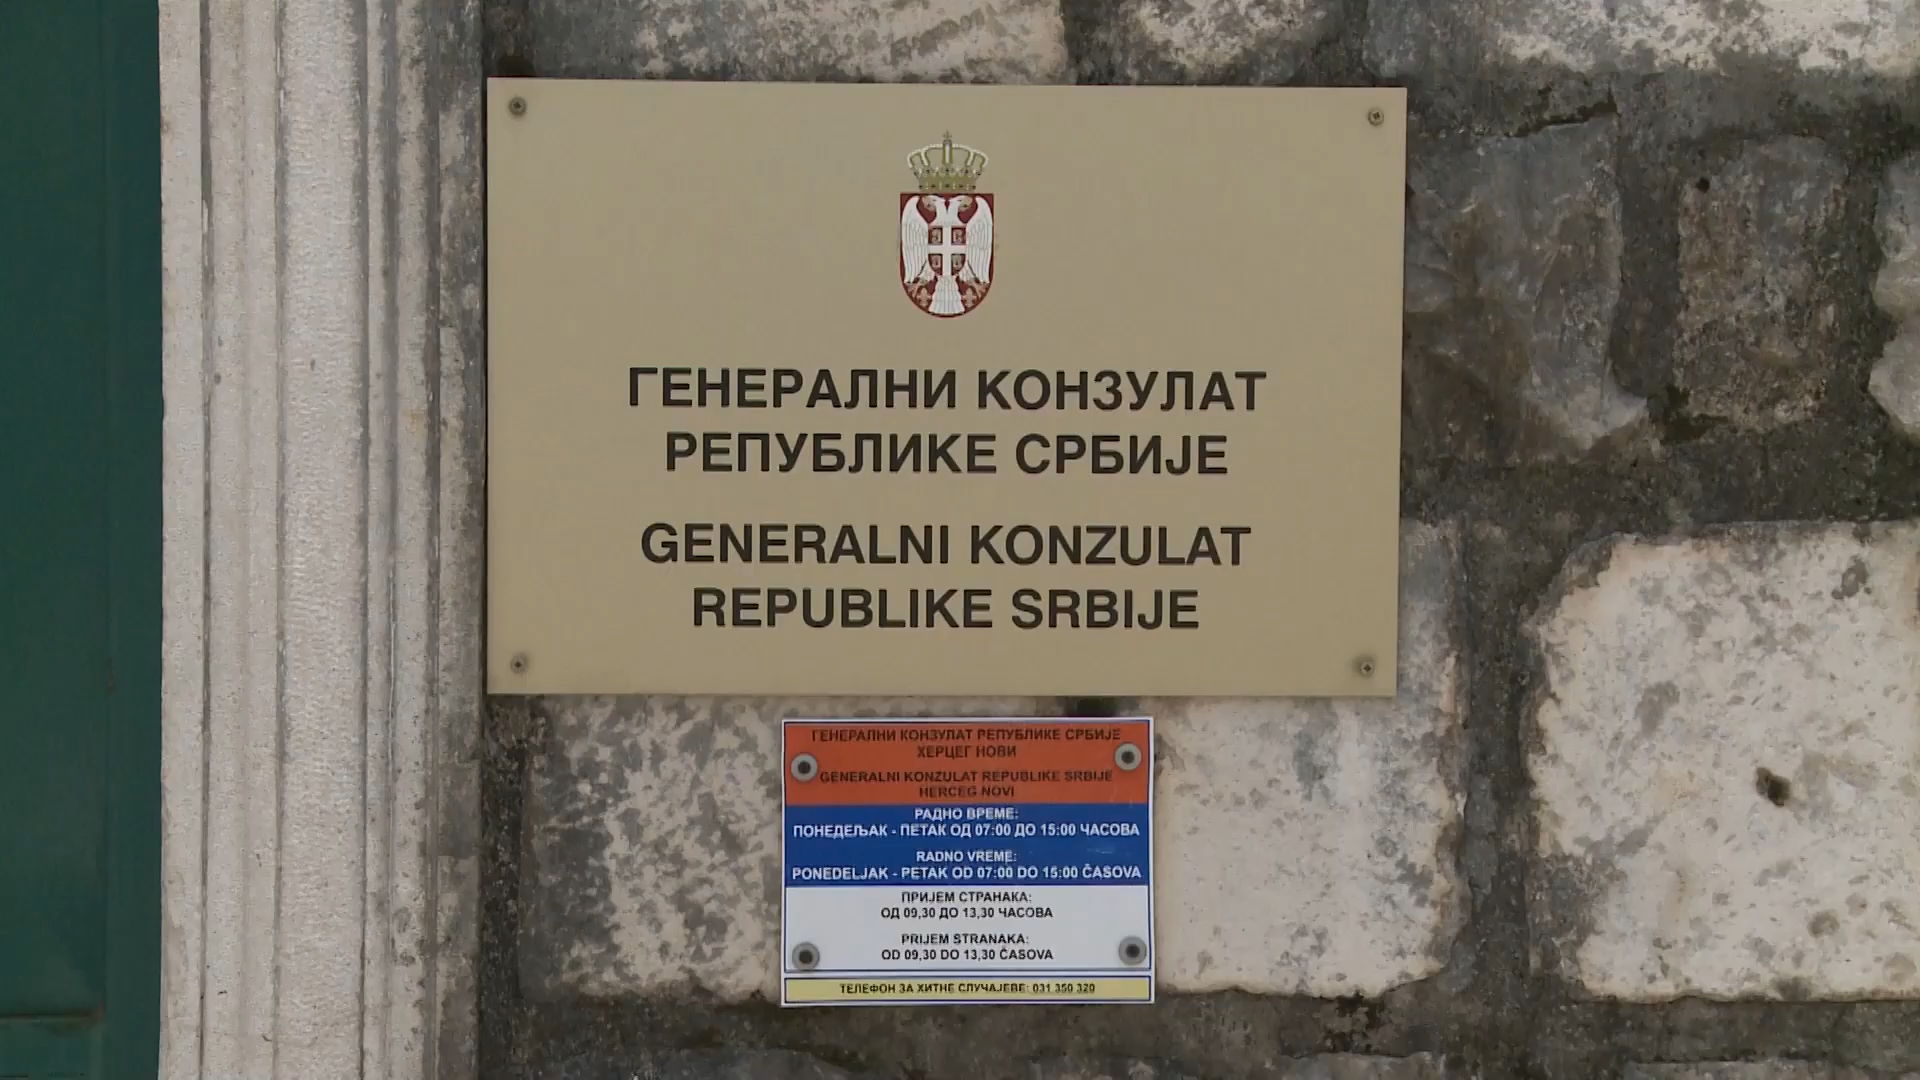 ГЕНЕРАЛНИ КОНЗУЛАТ
РЕПУБЛИКЕ СРБИЈЕ
GENERALNI KONZULAT
REPUBLIKE SRBIJE
ГЕНЕРАЛНИ КОНЗУЛАТ РЕПУБЛИКЕ СРБИЈЕ
ХЕРЦЕГ НОВИ
GENERALNI KONZULAT REPUBLIKE SRBIJE
HERCEG NOVI
РАДНО ВРЕМЕ:
ПОНЕДЕЉАК - ПЕТАК ОД 07:00 ДО 15:00 ЧАСОВА
RADNO VREME:
PONEDELJAK - PETAK OD 07:00 DO 15:00 ČASOVA
ПРИЈЕМ СТРАНАКА:
ОД 09,30 ДО 13,30 ЧАСОВА
PRIJEM STRANAKA:
OD 09,30 DO 13,30 ČASOVA
ТЕЛЕФОН ЗА ХИТНЕ СЛУЧАЈЕВЕ: 031 350 320